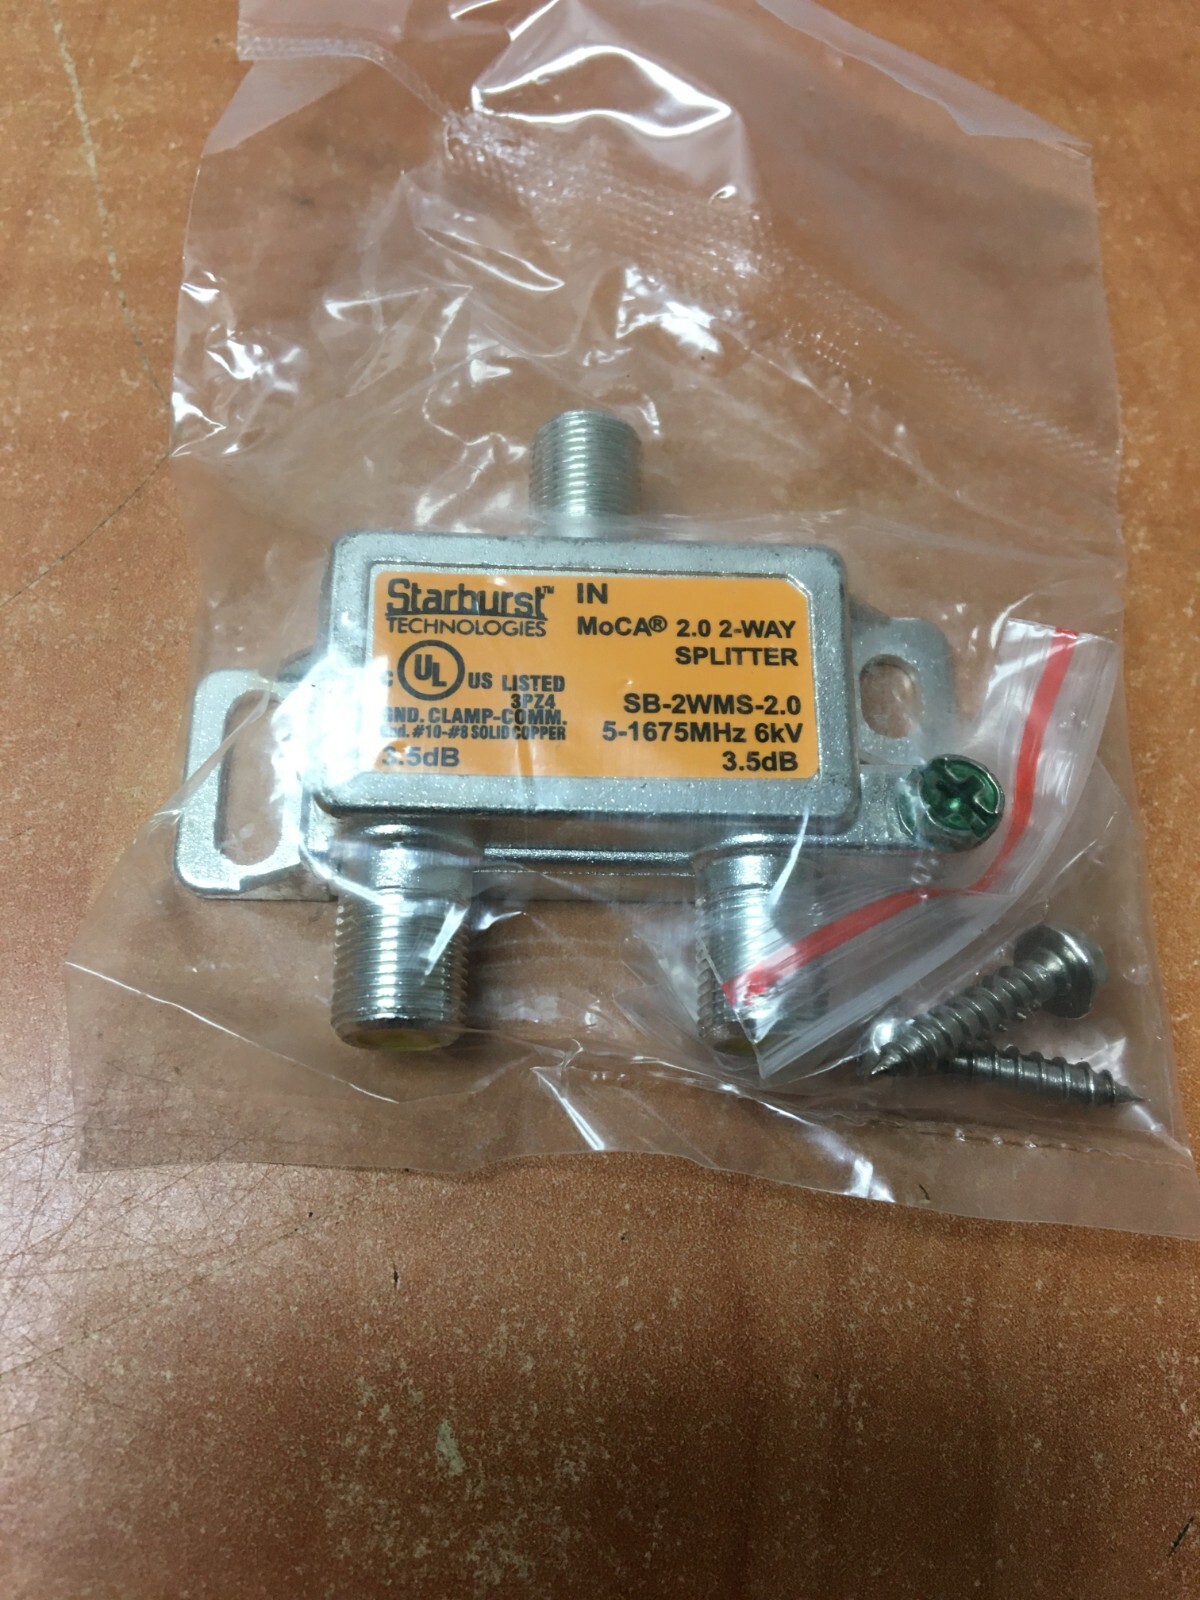 Starburst™
TECHNOLOGIES
IN
MoCA® 2.0 2-WAY
SPLITTER
C UL US LISTED
3PZ4
GND. CLAMP-COMM.
#10-#8 SOLID COPPER
SB-2WMS-2.0
5-1675MHz 6kV
3.5dB
3.5dB